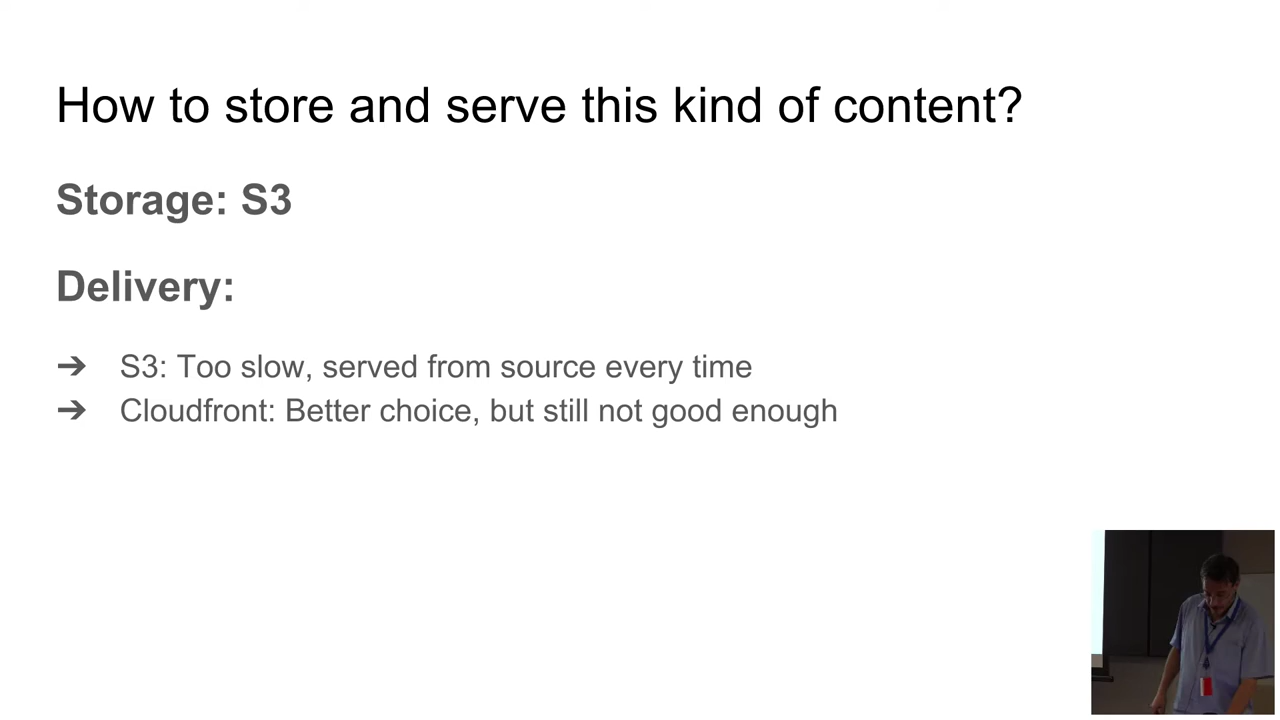 How to store and serve this kind of content?
Storage: S3
Delivery:
➔ S3: Too slow, served from source every time
➔ Cloudfront: Better choice, but still not good enough